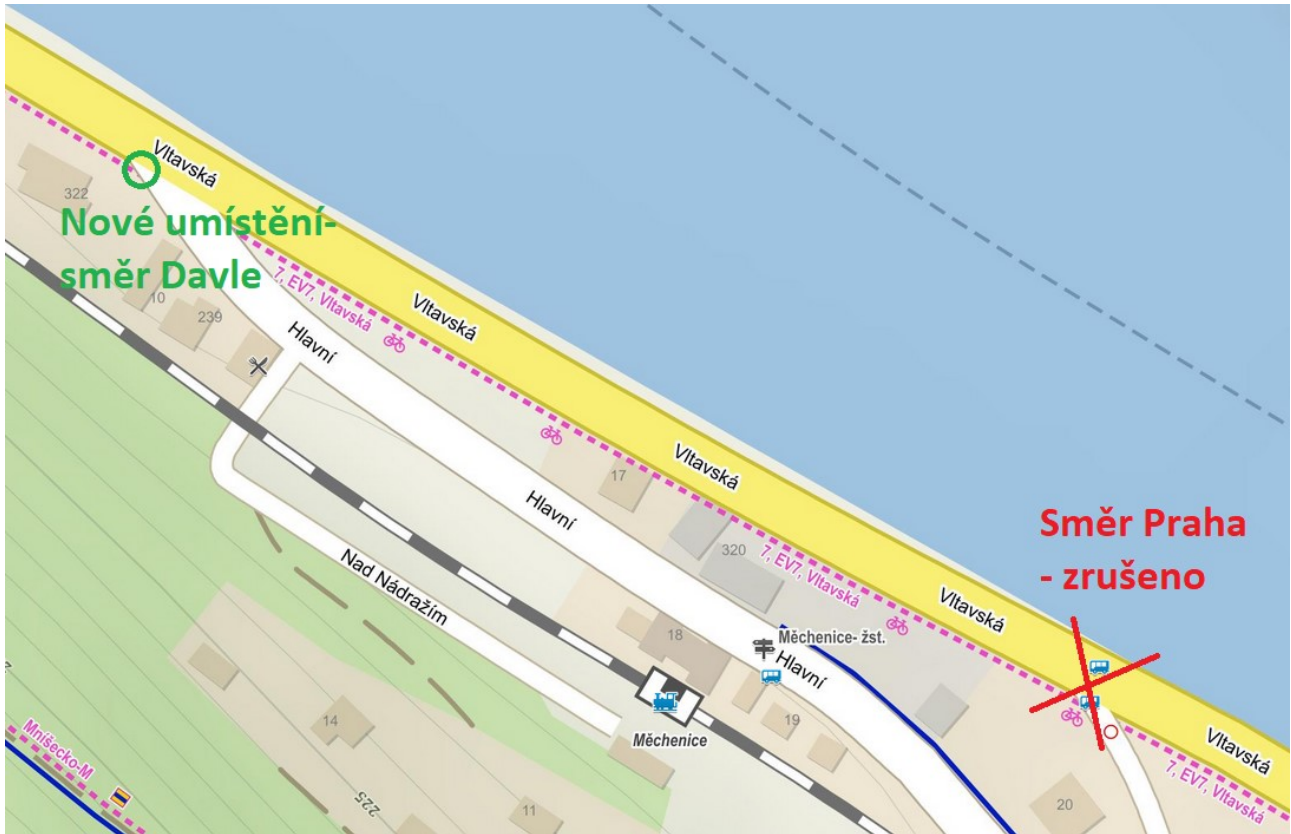 Vltavská
322
Nové umístění-
směr Davle
10
239
7, EV7, Vltavská
Hlavní
Vltavská
17
Vltavská
Hlavní
320
7, EV7, Vltavská
Směr Praha
- zrušeno
Vltavská
Nad Nádražím
18
Měchenice- žst.
Hlavní
19
Měchenice
14
Mníšecko-M
225
11
20
Vltavská
7, EV7, Vltavská